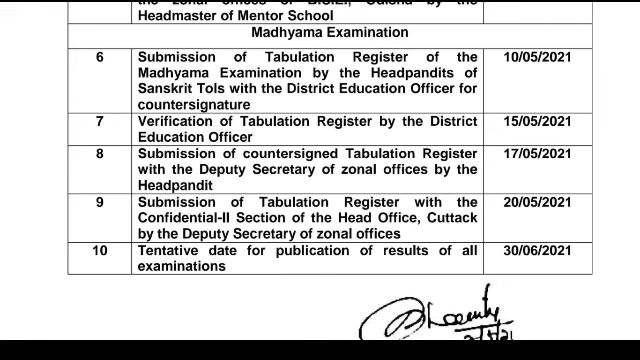 Headmaster of Mentor School
Madhyama Examination
6 Submission of Tabulation Register of the 10/05/2021
Madhyama Examination by the Headpandits of
Sanskrit Tols with the District Education Officer for
countersignature
7 Verification of Tabulation Register by the District 15/05/2021
Education Officer
8 Submission of countersigned Tabulation Register 17/05/2021
with the Deputy Secretary of zonal offices by the
Headpandit
9 Submission of Tabulation Register with the 20/05/2021
Confidential-II Section of the Head Office, Cuttack
by the Deputy Secretary of zonal offices
10 Tentative date for publication of results of all 30/06/2021
examinations